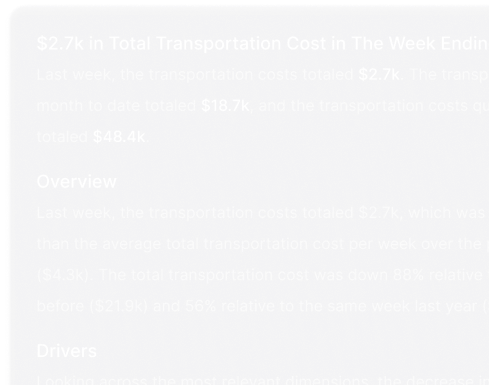 $2.7k in Total Transportation Cost in The Week Endin
Last week, the transportation costs totaled $2.7k. The transp
month to date totaled $18.7k, and the transportation costs qu
totaled $48.4k.
Overview
Last week, the transportation costs totaled $2.7k, which was
than the average total transportation cost per week over the
($4.3k). The total transportation cost was down 88% relative
before ($21.9k) and 56% relative to the same week last year (
Drivers
Looking across the most relevant dimensions, the decrease in